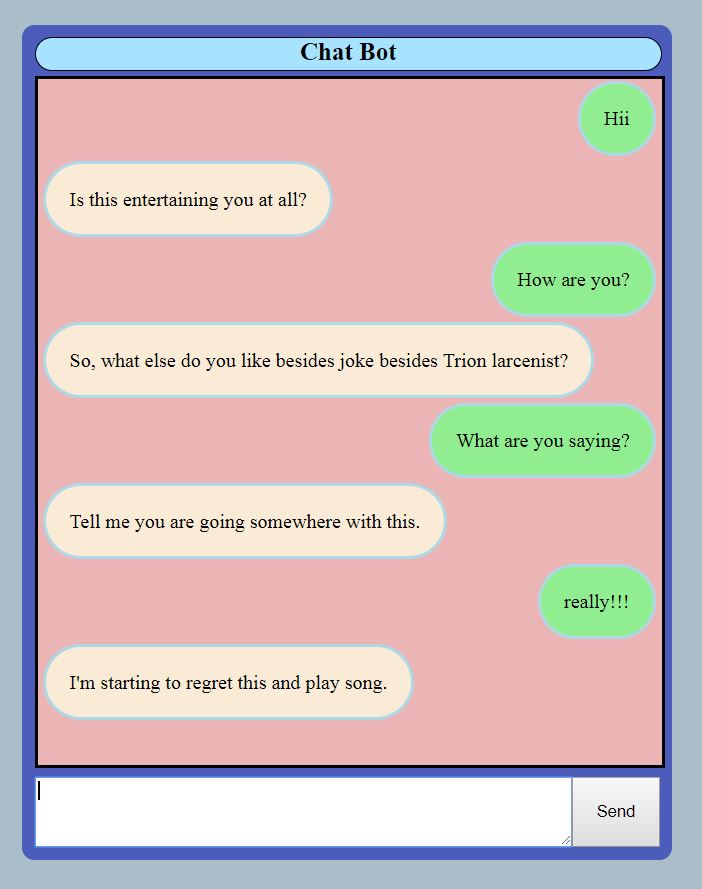 Chat Bot
Hii
Is this entertaining you at all?
How are you?
So, what else do you like besides joke besides Trion larcenist?
What are you saying?
Tell me you are going somewhere with this.
really!!!
I'm starting to regret this and play song.
Send